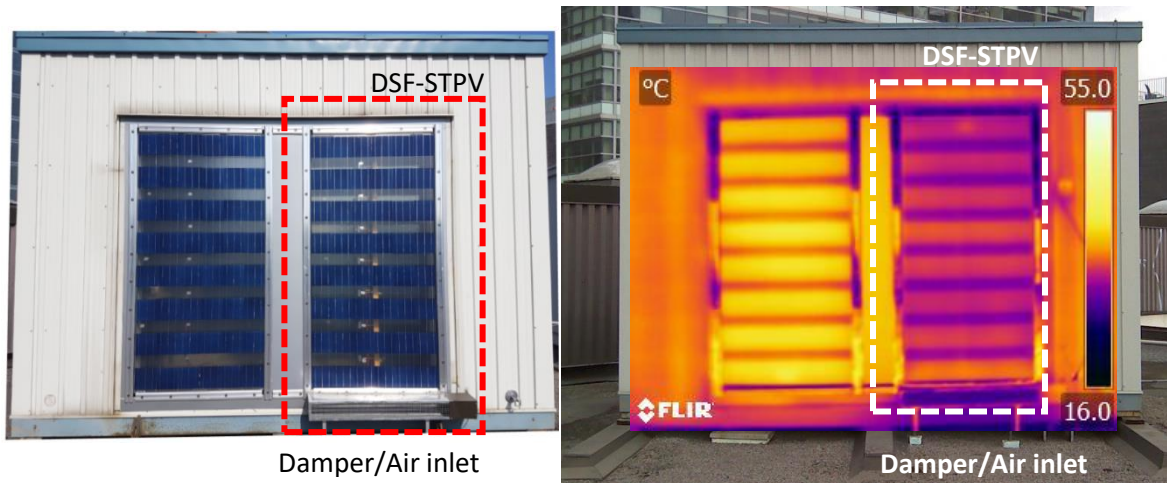 DSF-STPV
Damper/Air inlet
DSF-STPV
°C
55.0
FLIR
16.0
Damper/Air inlet